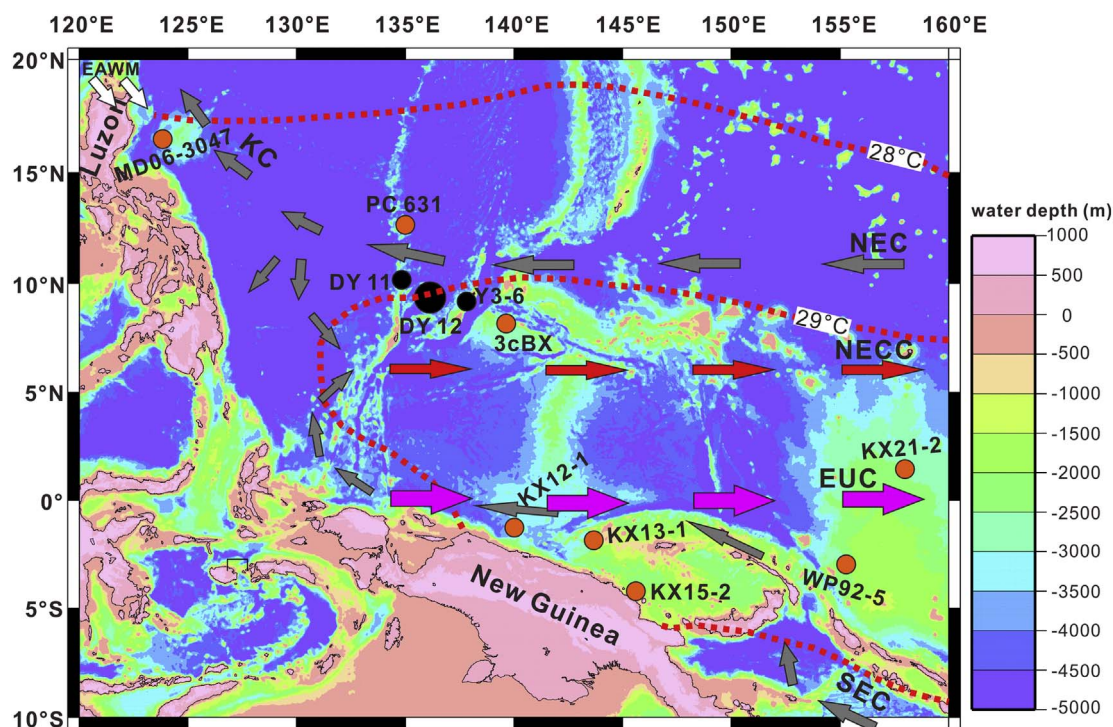 120°E 125°E 130°E 135°E 140°E 145°E 150°E 155°E 160°E
20°N
EAWM
Luzon
MD06-3047
KC
28°C
15°N
PC 631
water depth (m)
1000
NEC
500
10°N
DY 11
Y3-6
0
DY 12
29°C
3cBX
-500
NECC
-1000
5°N
-1500
KX21-2
-2000
KX12-1
EUC
0°
-2500
KX13-1
-3000
New Guinea
KX15-2
WP92-5
-3500
5°S
-4000
SEC
-4500
10°S
-5000